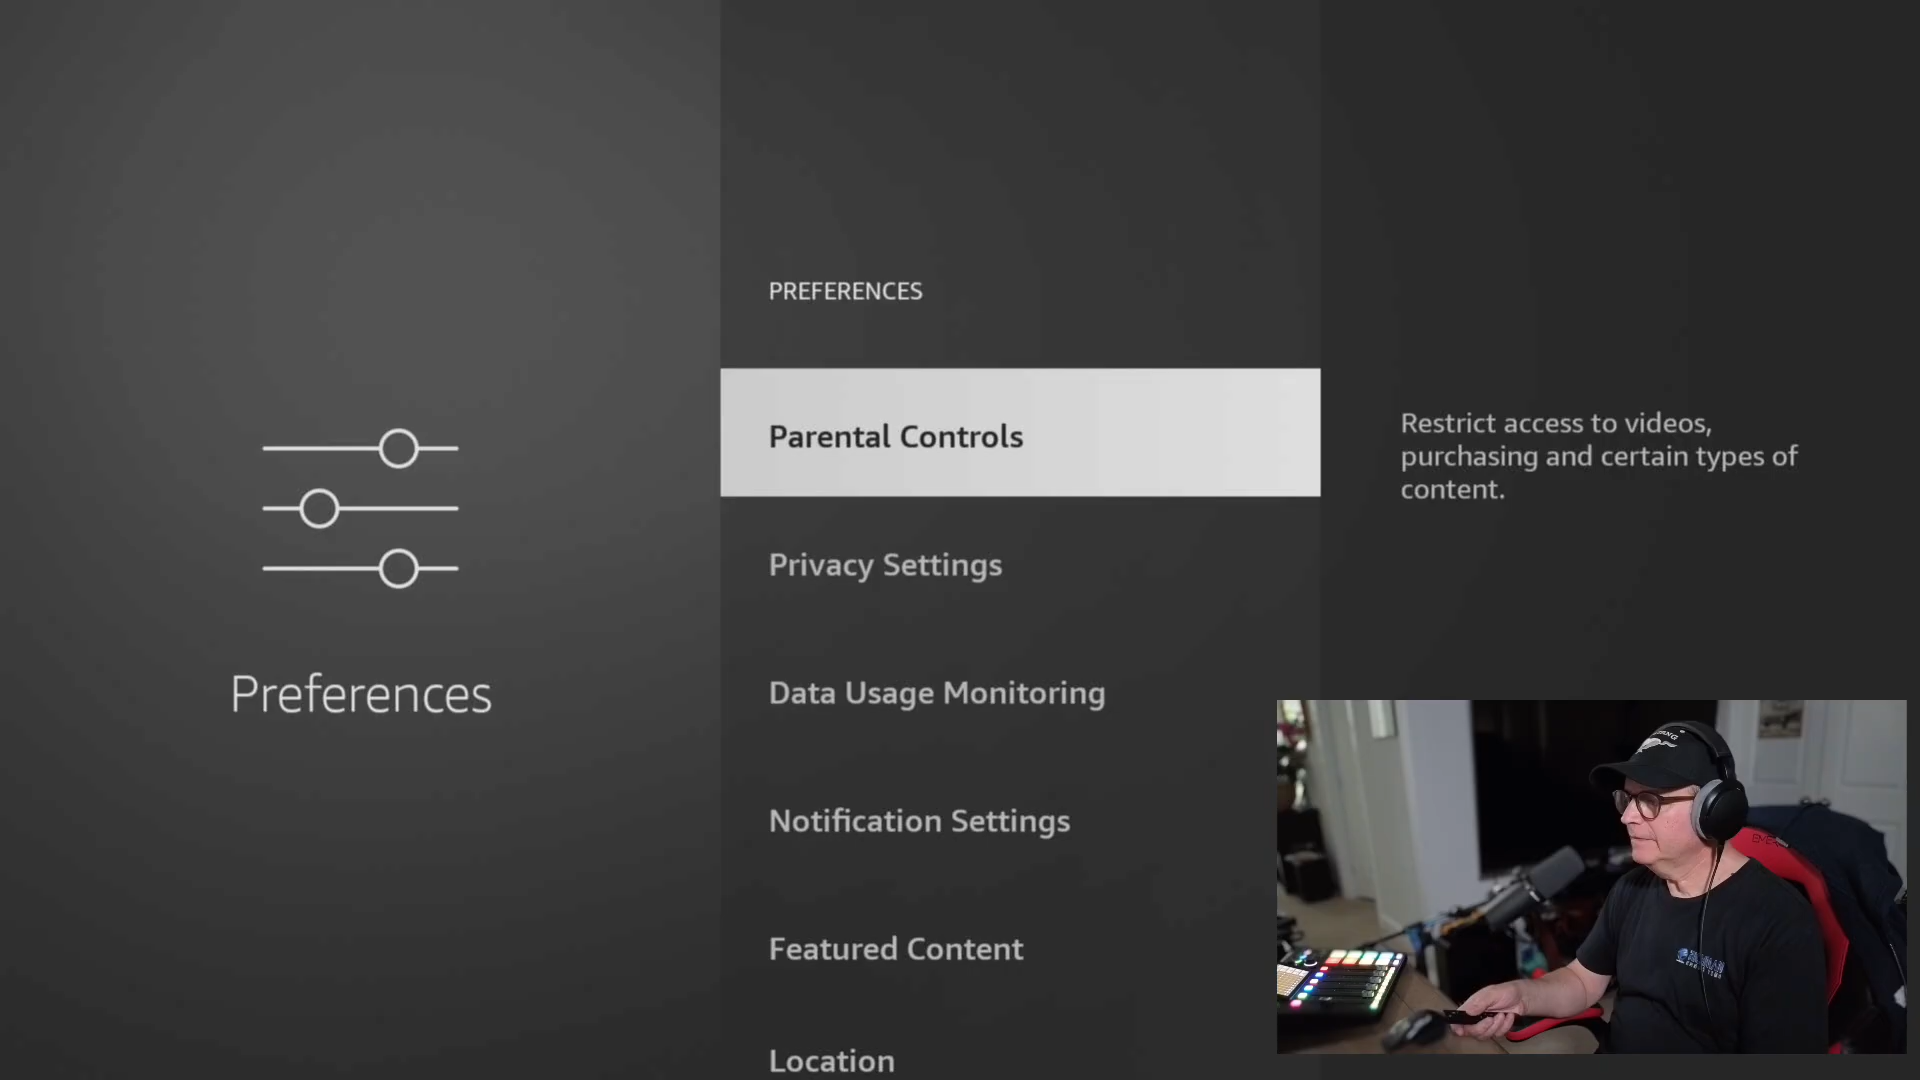 PREFERENCES
Parental Controls
Restrict access to videos,
purchasing and certain types of
content.
Privacy Settings
Preferences
Data Usage Monitoring
Notification Settings
Featured Content
Location